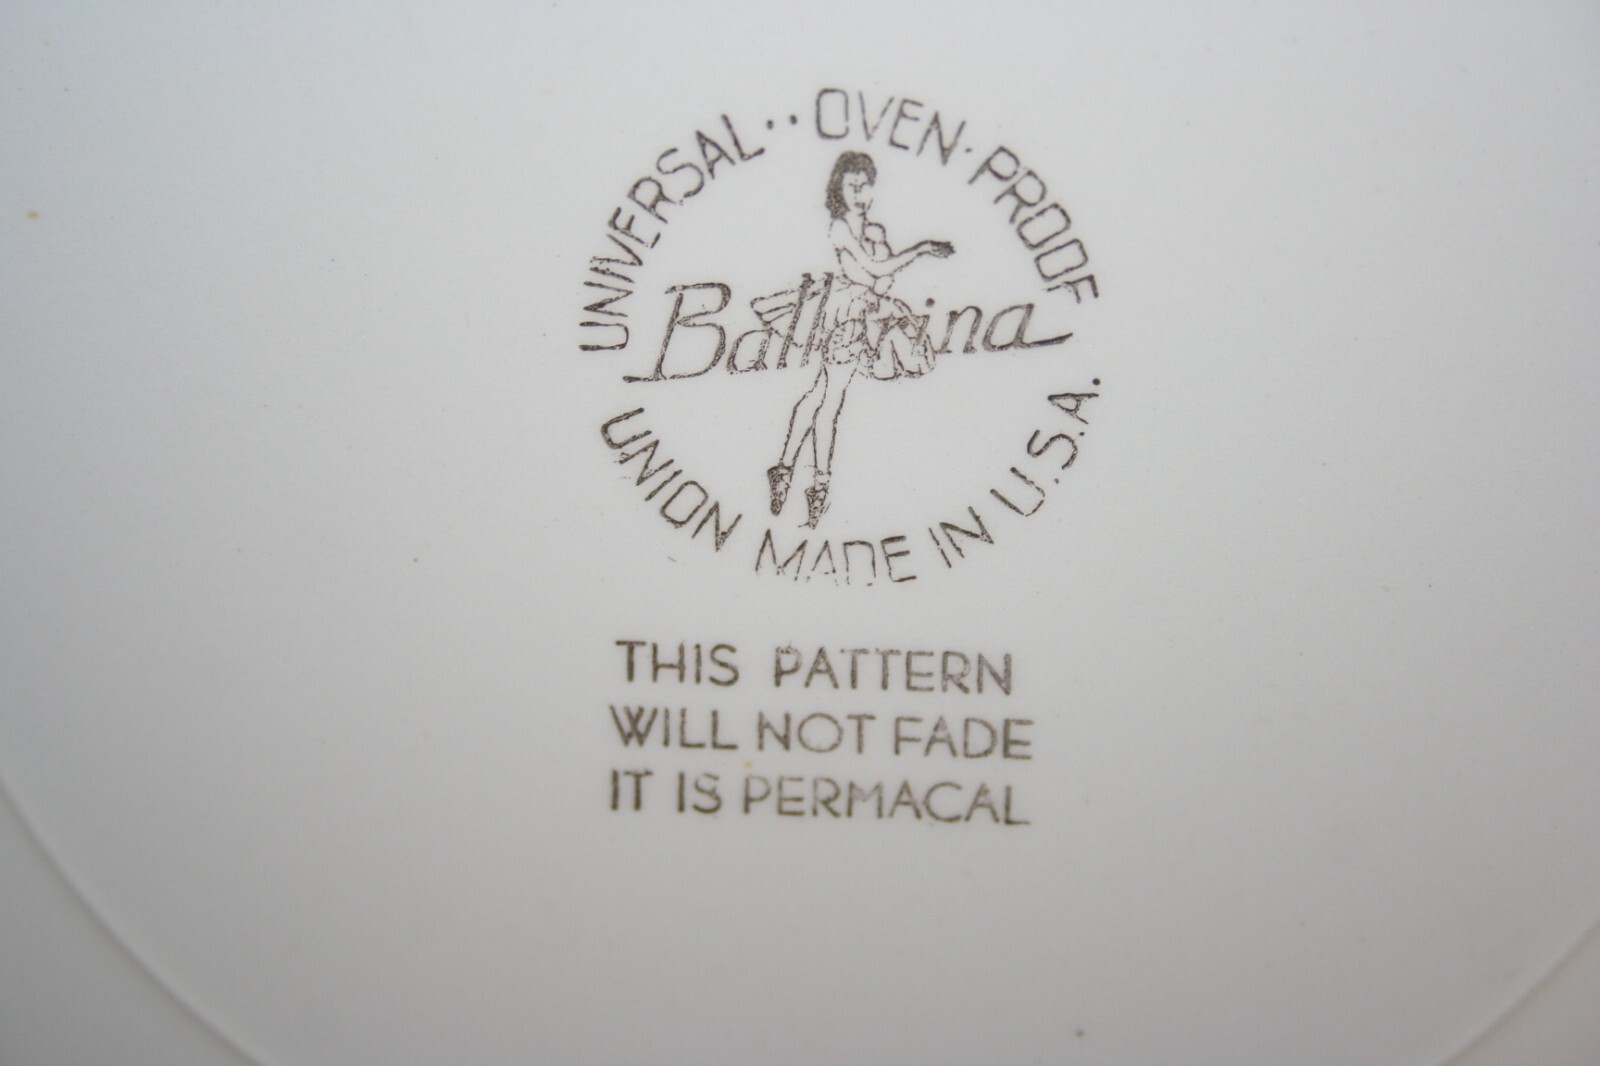 UNIVERSAL·· OVEN·PROOF
Ballerina
UNION MADE IN U.S.A.
THIS PATTERN
WILL NOT FADE
IT IS PERMACAL